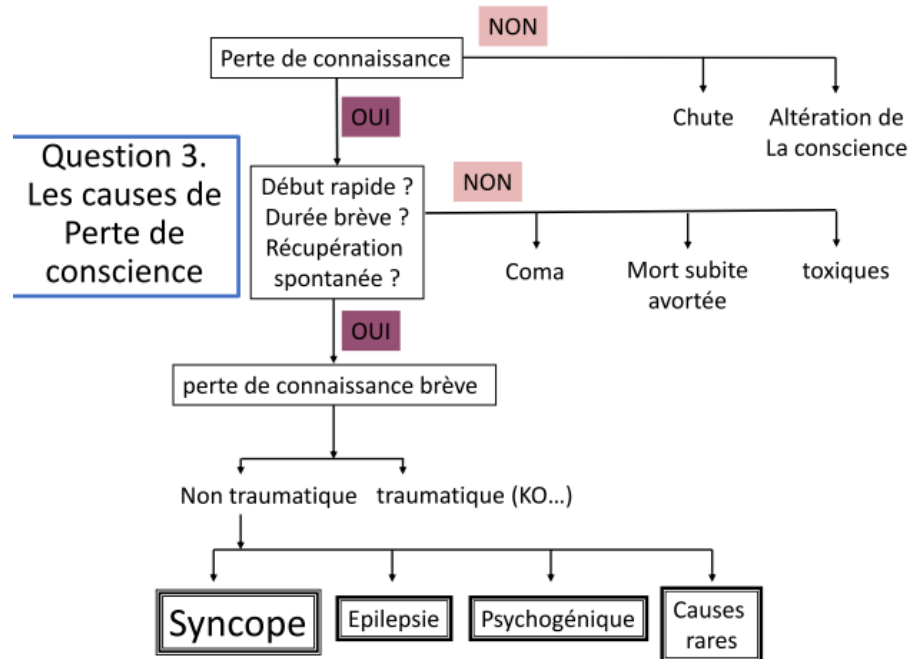 NON
Perte de connaissance
OUI
Chute
Altération de
La conscience
Question 3.
Les causes de
Perte de
conscience
Début rapide ?
Durée brève ?
Récupération
spontanée ?
NON
Coma
Mort subite
avortée
toxiques
OUI
perte de connaissance brève
Non traumatique
traumatique (KO...)
Syncope
Epilepsie
Psychogénique
Causes
rares